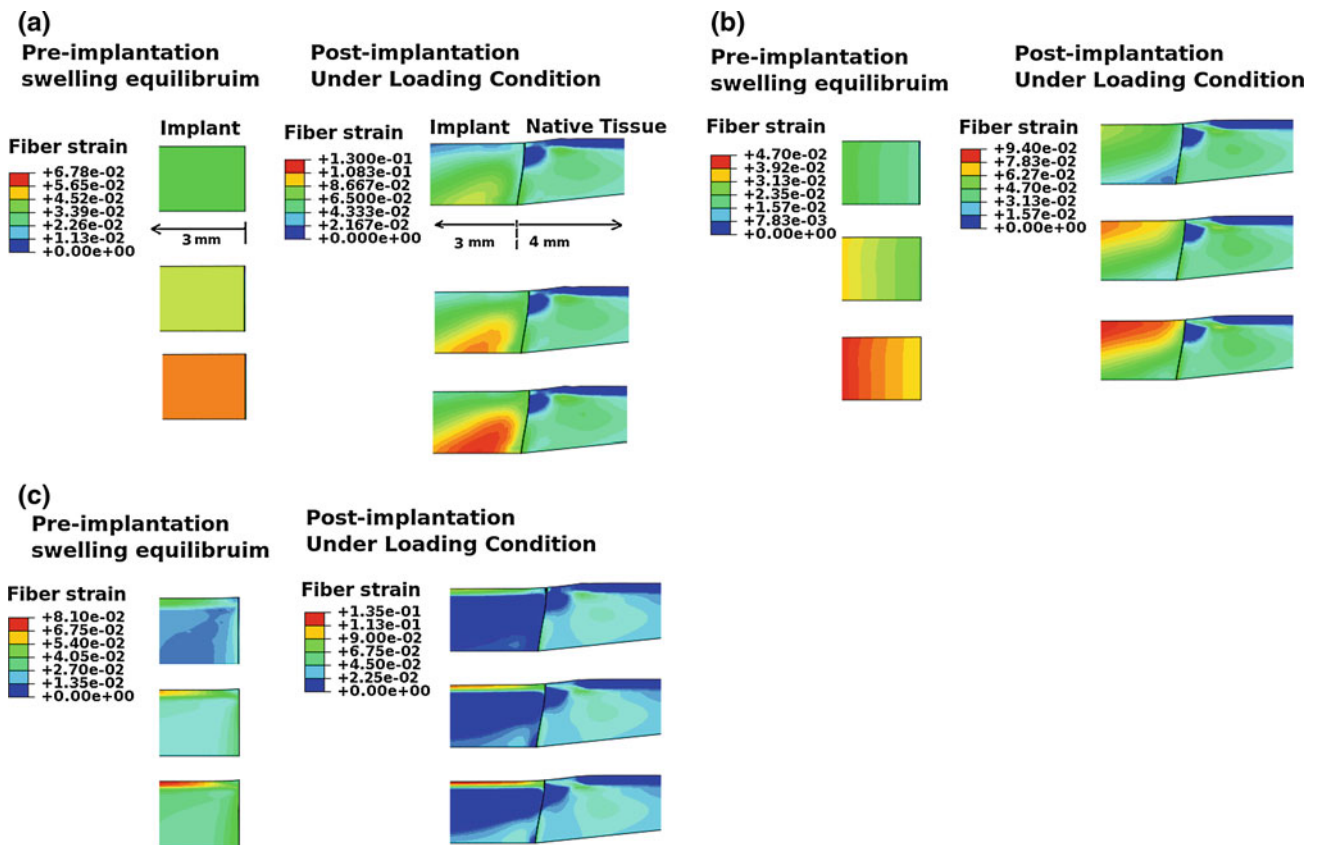 (a)
Pre-implantation
swelling equilibruim
Post-implantation
Under Loading Condition
Fiber strain
+6.78e-02
+5.65e-02
+4.52e-02
+3.39e-02
+2.26e-02
+1.13e-02
+0.00e+00
Implant
3 mm
Fiber strain
+1.300e-01
+1.083e-01
+8.667e-02
+6.500e-02
+4.333e-02
+2.167e-02
+0.000e+00
Implant
Native Tissue
3 mm
4 mm
(b)
Pre-implantation
swelling equilibruim
Post-implantation
Under Loading Condition
Fiber strain
+4.70e-02
+3.92e-02
+3.13e-02
+2.35e-02
+1.57e-02
+7.83e-03
+0.00e+00
Fiber strain
+9.40e-02
+7.83e-02
+6.27e-02
+4.70e-02
+3.13e-02
+1.57e-02
+0.00e+00
(c)
Pre-implantation
swelling equilibruim
Post-implantation
Under Loading Condition
Fiber strain
+8.10e-02
+6.75e-02
+5.40e-02
+4.05e-02
+2.70e-02
+1.35e-02
+0.00e+00
Fiber strain
+1.35e-01
+1.13e-01
+9.00e-02
+6.75e-02
+4.50e-02
+2.25e-02
+0.00e+00